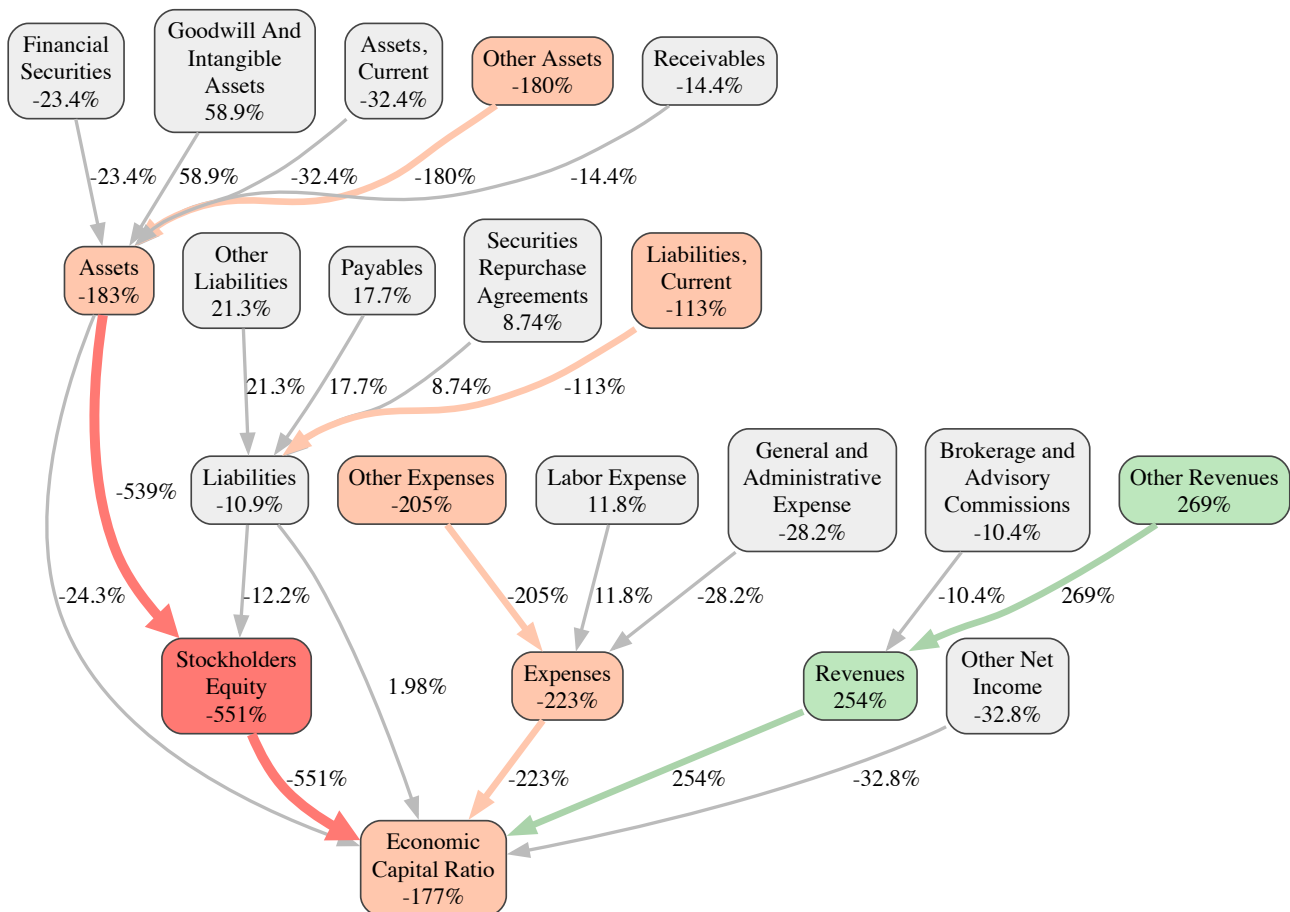 Financial
Securities
-23.4%
Goodwill And
Intangible
Assets
58.9%
Assets,
Current
-32.4%
Other Assets
-180%
Receivables
-14.4%
-23.4%
58.9%
-32.4%
-180%
-14.4%
Assets
-183%
Other
Liabilities
21.3%
Payables
17.7%
Securities
Repurchase
Agreements
8.74%
Liabilities,
Current
-113%
21.3%
17.7%
8.74%
-113%
-539%
Liabilities
-10.9%
Other Expenses
-205%
Labor Expense
11.8%
General and
Administrative
Expense
-28.2%
Brokerage and
Advisory
Commissions
-10.4%
Other Revenues
269%
-24.3%
-12.2%
-205%
11.8%
-28.2%
-10.4%
269%
Stockholders
Equity
-551%
1.98%
Expenses
-223%
Revenues
254%
Other Net
Income
-32.8%
-551%
-223%
254%
-32.8%
Economic
Capital Ratio
-177%